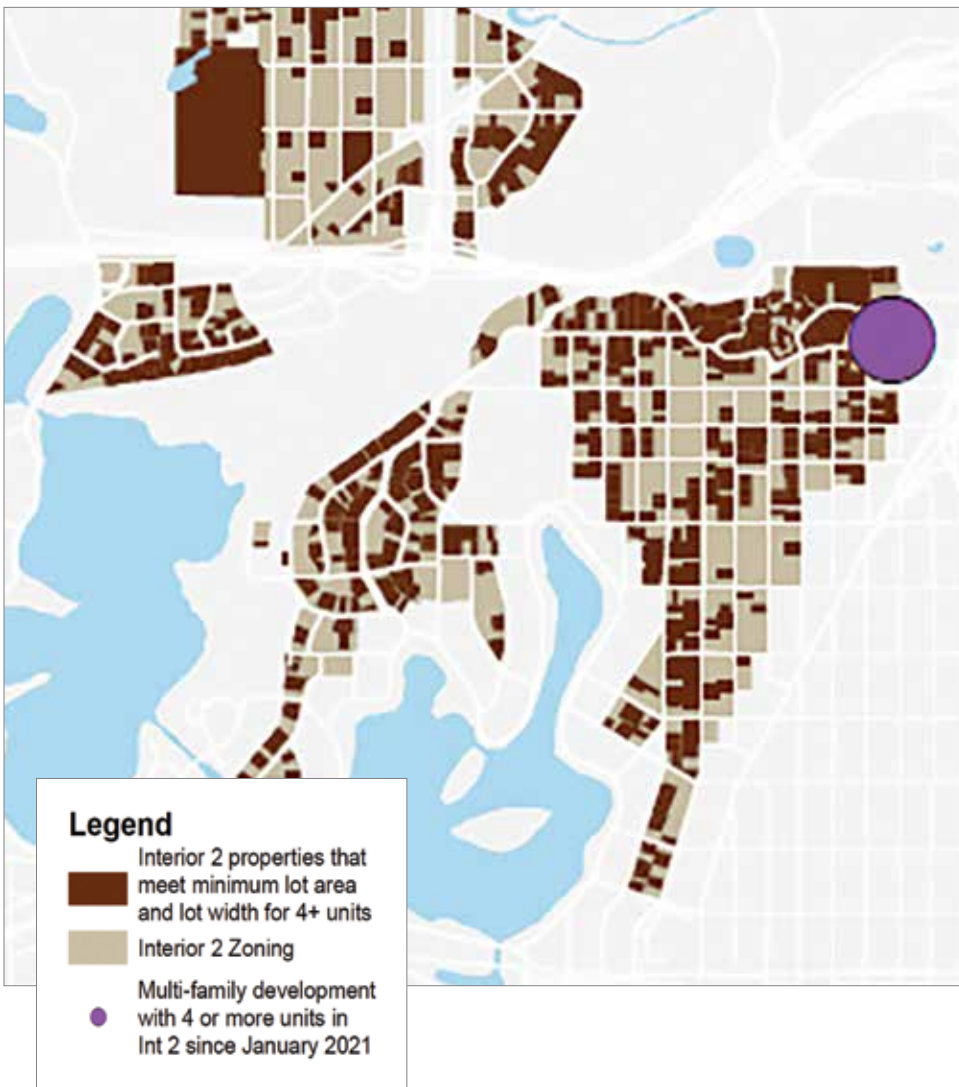 Legend
Interior 2 properties that
meet minimum lot area
and lot width for 4+ units
Interior 2 Zoning
Multi-family development
with 4 or more units in
Int 2 since January 2021